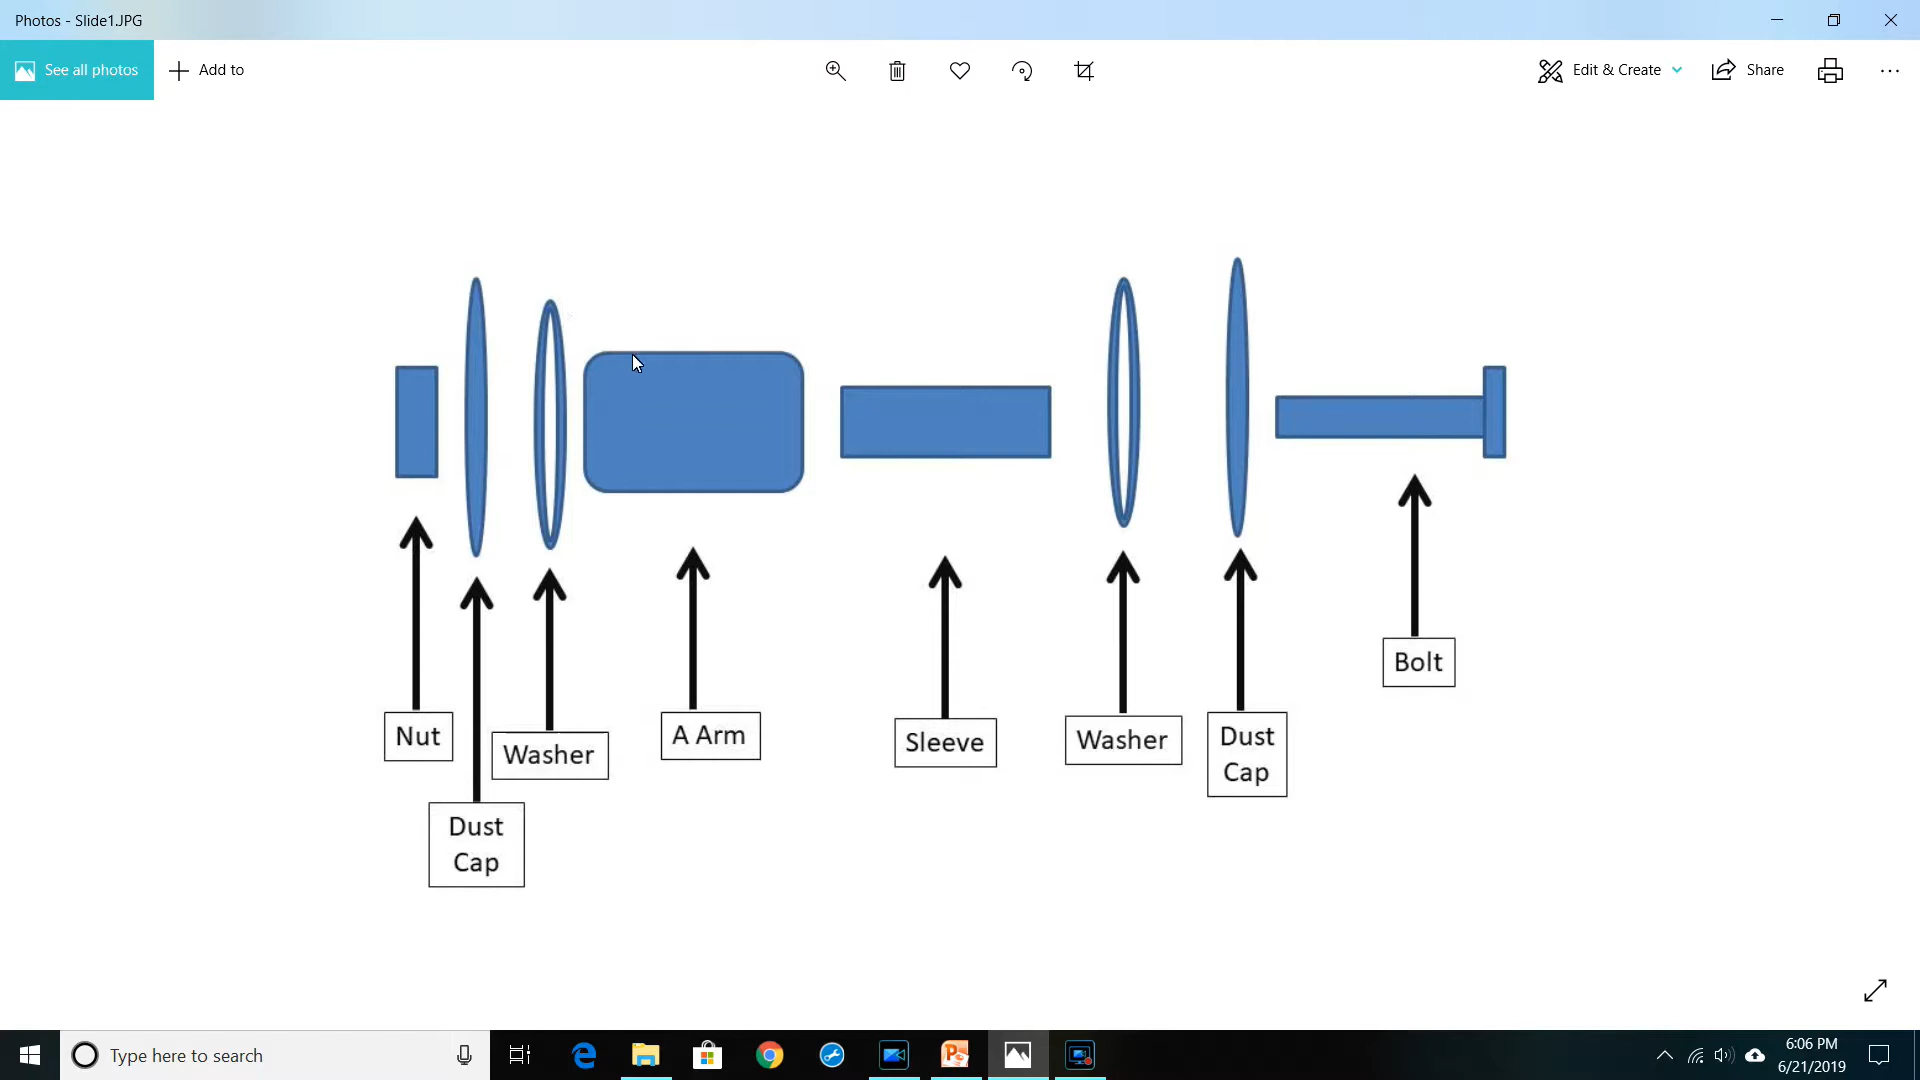 Photos - Slide1.JPG
See all photos
Add to
Edit & Create
Share
Nut
Dust
Cap
Washer
A Arm
Sleeve
Washer
Dust
Cap
Bolt
Type here to search
6:06 PM
6/21/2019